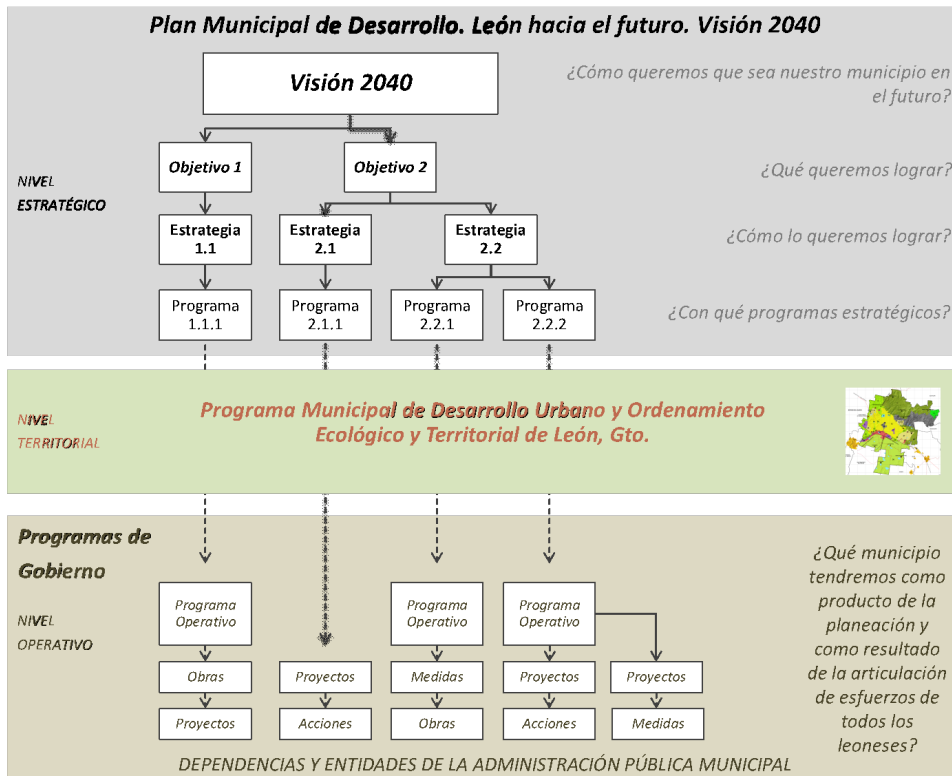 Plan Municipal de Desarrollo. León hacia el futuro. Visión 2040
Visión 2040
¿Cómo queremos que sea nuestro municipio en
el futuro?
Objetivo 1
Objetivo 2
¿Qué queremos lograr?
NIVEL
ESTRATÉGICO
Estrategia
1.1
Estrategia
2.1
Estrategia
2.2
¿Cómo lo queremos lograr?
Programa
1.1.1
Programa
2.1.1
Programa
2.2.1
Programa
2.2.2
¿Con qué programas estratégicos?
NIVEL
TERRITORIAL
Programa Municipal de Desarrollo Urbano y Ordenamiento
Ecológico y Territorial de León, Gto.
Programas de
Gobierno
NIVEL
OPERATIVO
Programa
Operativo
Programa
Operativo
Programa
Operativo
Obras
Proyectos
Medidas
Proyectos
Proyectos
Proyectos
Acciones
Obras
Acciones
Medidas
¿Qué municipio
tendremos como
producto de la
planeación y
como resultado
de la articulación
de esfuerzos de
todos los
leoneses?
DEPENDENCIAS Y ENTIDADES DE LA ADMINISTRACIÓN PÚBLICA MUNICIPAL